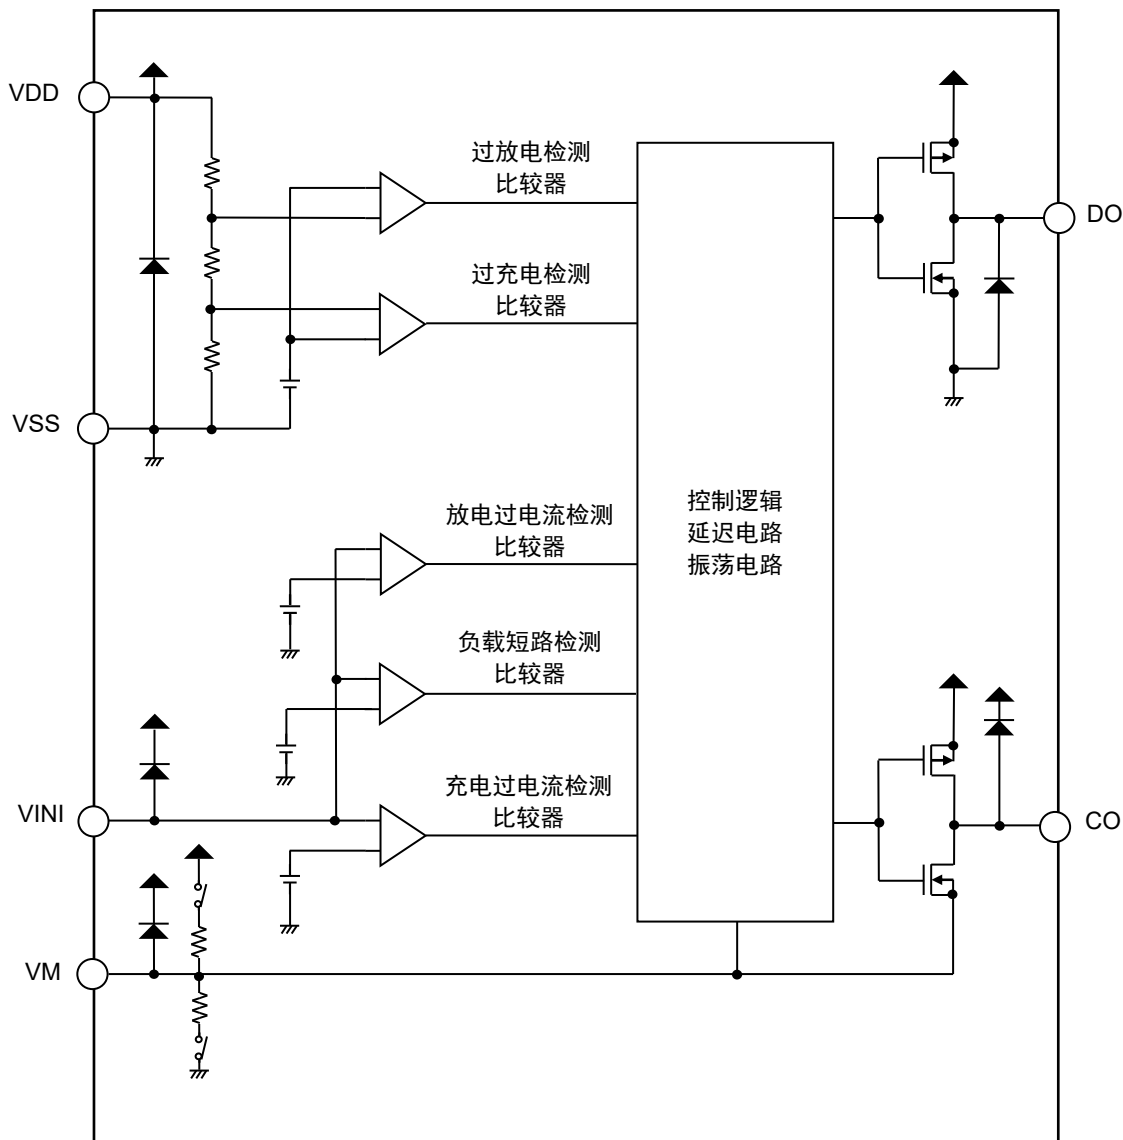 VDD
过放电检测
比较器
DO
过充电检测
比较器
VSS
放电过电流检测
比较器
控制逻辑
延迟电路
振荡电路
负载短路检测
比较器
充电过电流检测
比较器
VINI
CO
VM